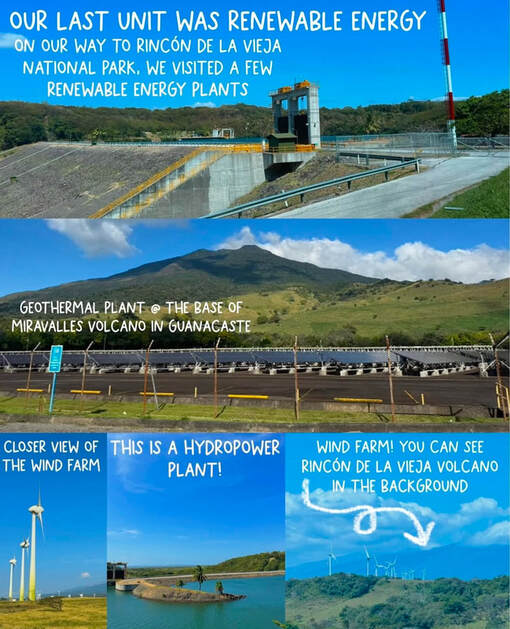 OUR LAST UNIT WAS RENEWABLE ENERGY
ON OUR WAY TO RINCÓN DE LA VIEJA
NATIONAL PARK, WE VISITED A FEW
RENEWABLE ENERGY PLANTS
GEOTHERMAL PLANT @ THE BASE OF
MIRAVALLES VOLCANO IN GUANACASTE
CLOSER VIEW OF
THE WIND FARM
THIS IS A HYDROPOWER
PLANT!
WIND FARM! YOU CAN SEE
RINCÓN DE LA VIEJA VOLCANO
IN THE BACKGROUND